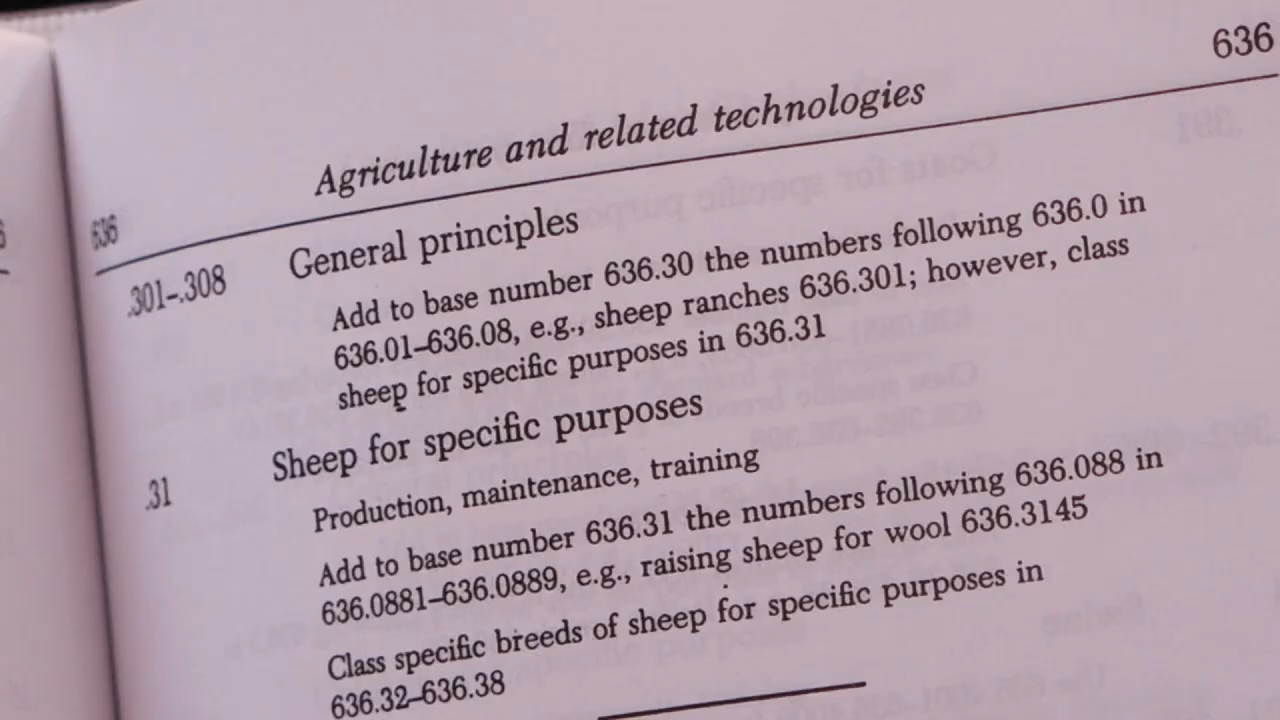 636
Agriculture and related technologies
636
.301–.308 General principles
Add to base number 636.30 the numbers following 636.0 in
636.01–636.08, e.g., sheep ranches 636.301; however, class
sheep for specific purposes in 636.31
.31 Sheep for specific purposes
Production, maintenance, training
Add to base number 636.31 the numbers following 636.088 in
636.0881–636.0889, e.g., raising sheep for wool 636.3145
Class specific breeds of sheep for specific purposes in
636.32–636.38